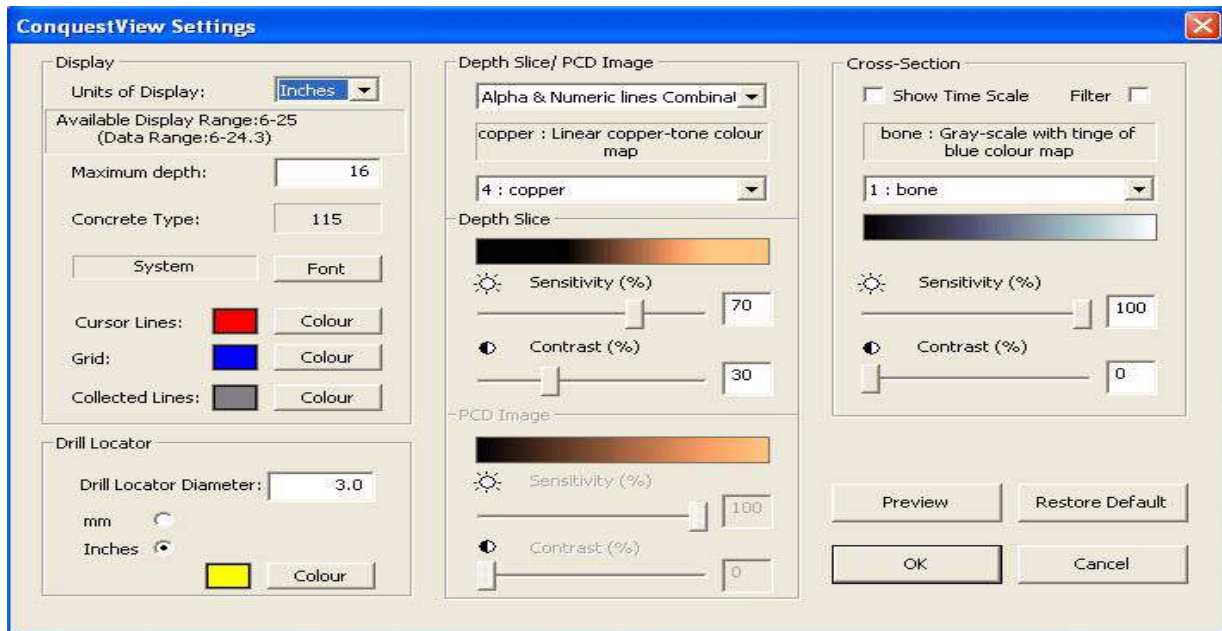 ConquestView Settings
Display
Units of Display:
Inches
Available Display Range:6-25
(Data Range:6-24.3)
Maximum depth:
16
Concrete Type:
115
System
Font
Cursor Lines:
Colour
Grid:
Colour
Collected Lines:
Colour
Drill Locator
Drill Locator Diameter:
3.0
mm
Inches
Colour
Depth Slice/ PCD Image
Alpha & Numeric lines Combinat
copper : Linear copper-tone colour
map
4 : copper
Depth Slice
Sensitivity (%)
70
Contrast (%)
30
PCD Image
Sensitivity (%)
100
Contrast (%)
0
Cross-Section
Show Time Scale
Filter
bone : Gray-scale with tinge of
blue colour map
1 : bone
Sensitivity (%)
100
Contrast (%)
0
Preview
Restore Default
OK
Cancel